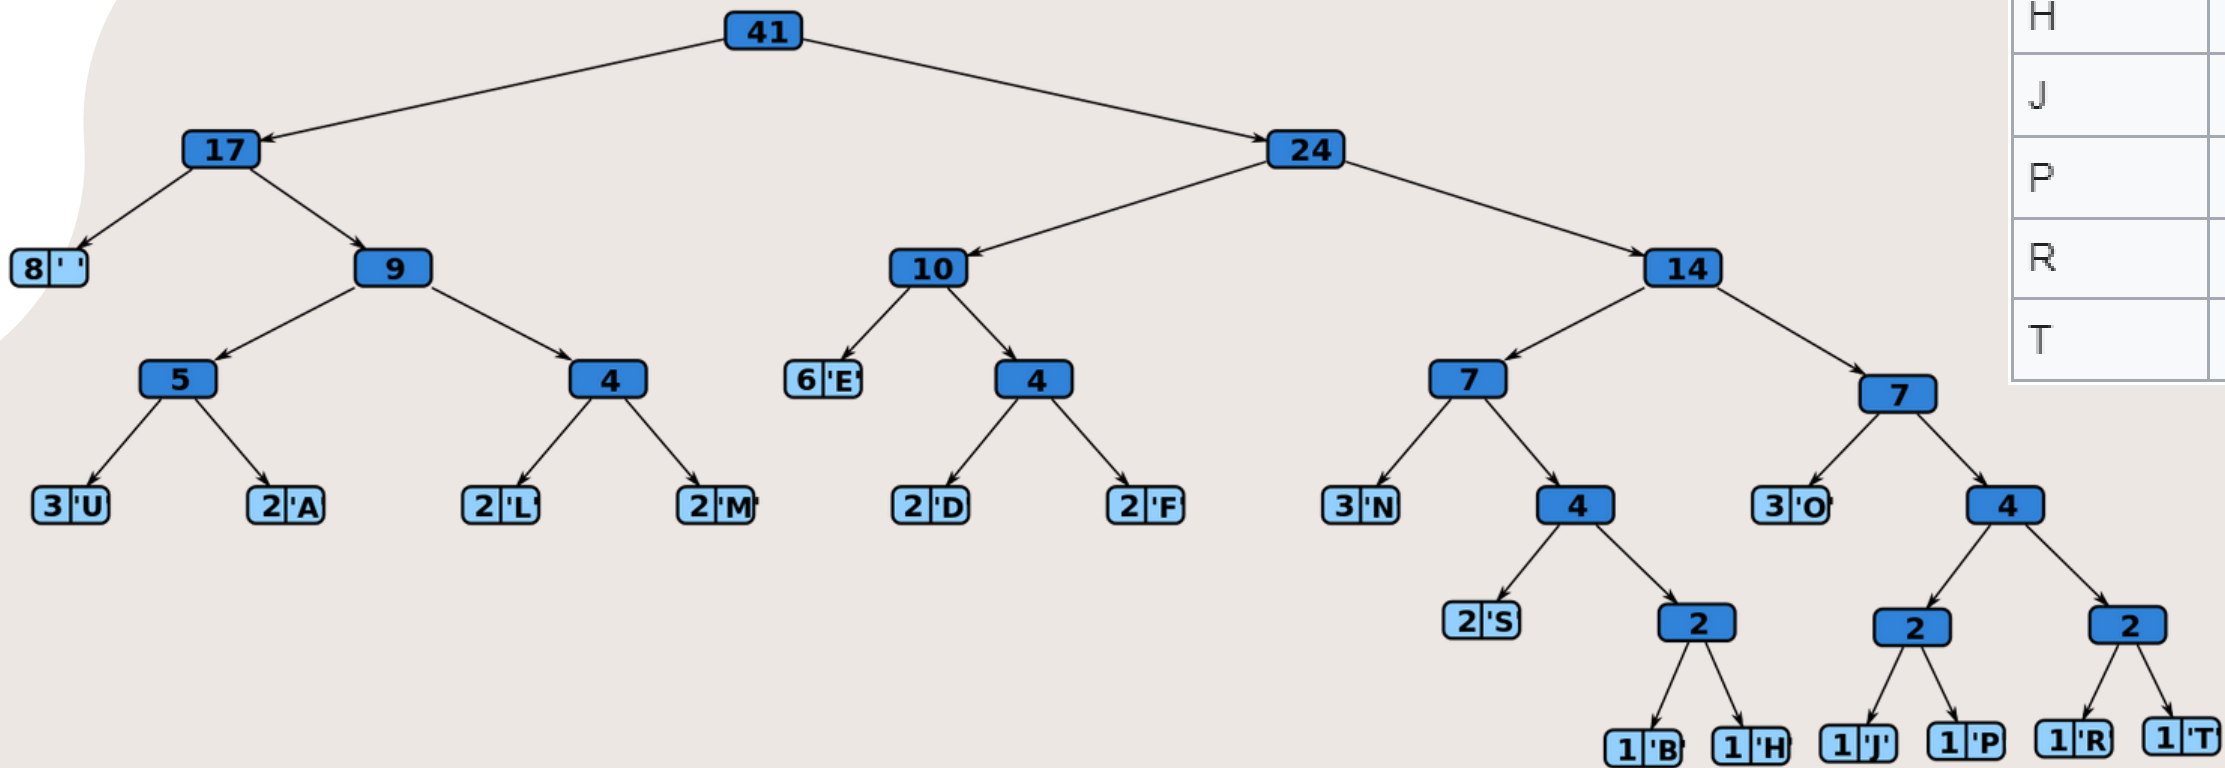 41
H
J
17
24
P
8 ' '
9
10
14
R
T
5
4
6 'E'
4
7
7
3 'U'
2 'A'
2 'L'
2 'M'
2 'D'
2 'F'
3 'N'
4
3 'O'
4
2 'S'
2
2
2
1 'B'
1 'H'
1 'J'
1 'P'
1 'R'
1 'T'